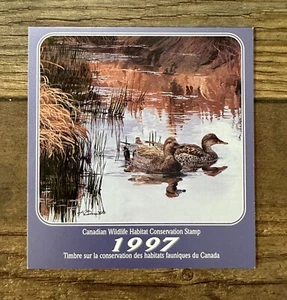 Canadian Wildlife Habitat Conservation Stamp
1997
Timbre sur la conservation des habitats fauniques du Canada